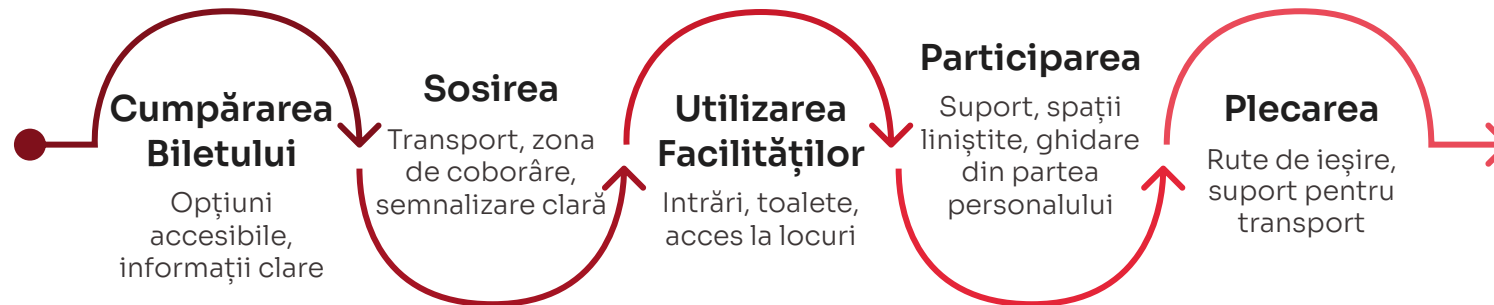 Cumpărarea
Biletului
Opțiuni
accesibile,
informații clare
Sosirea
Transport, zona
de coborâre,
semnalizare clară
Utilizarea
Facilităților
Intrări, toalete,
acces la locuri
Participarea
Suport, spații
liniștite, ghidare
din partea
personalului
Plecarea
Rute de ieșire,
suport pentru
transport